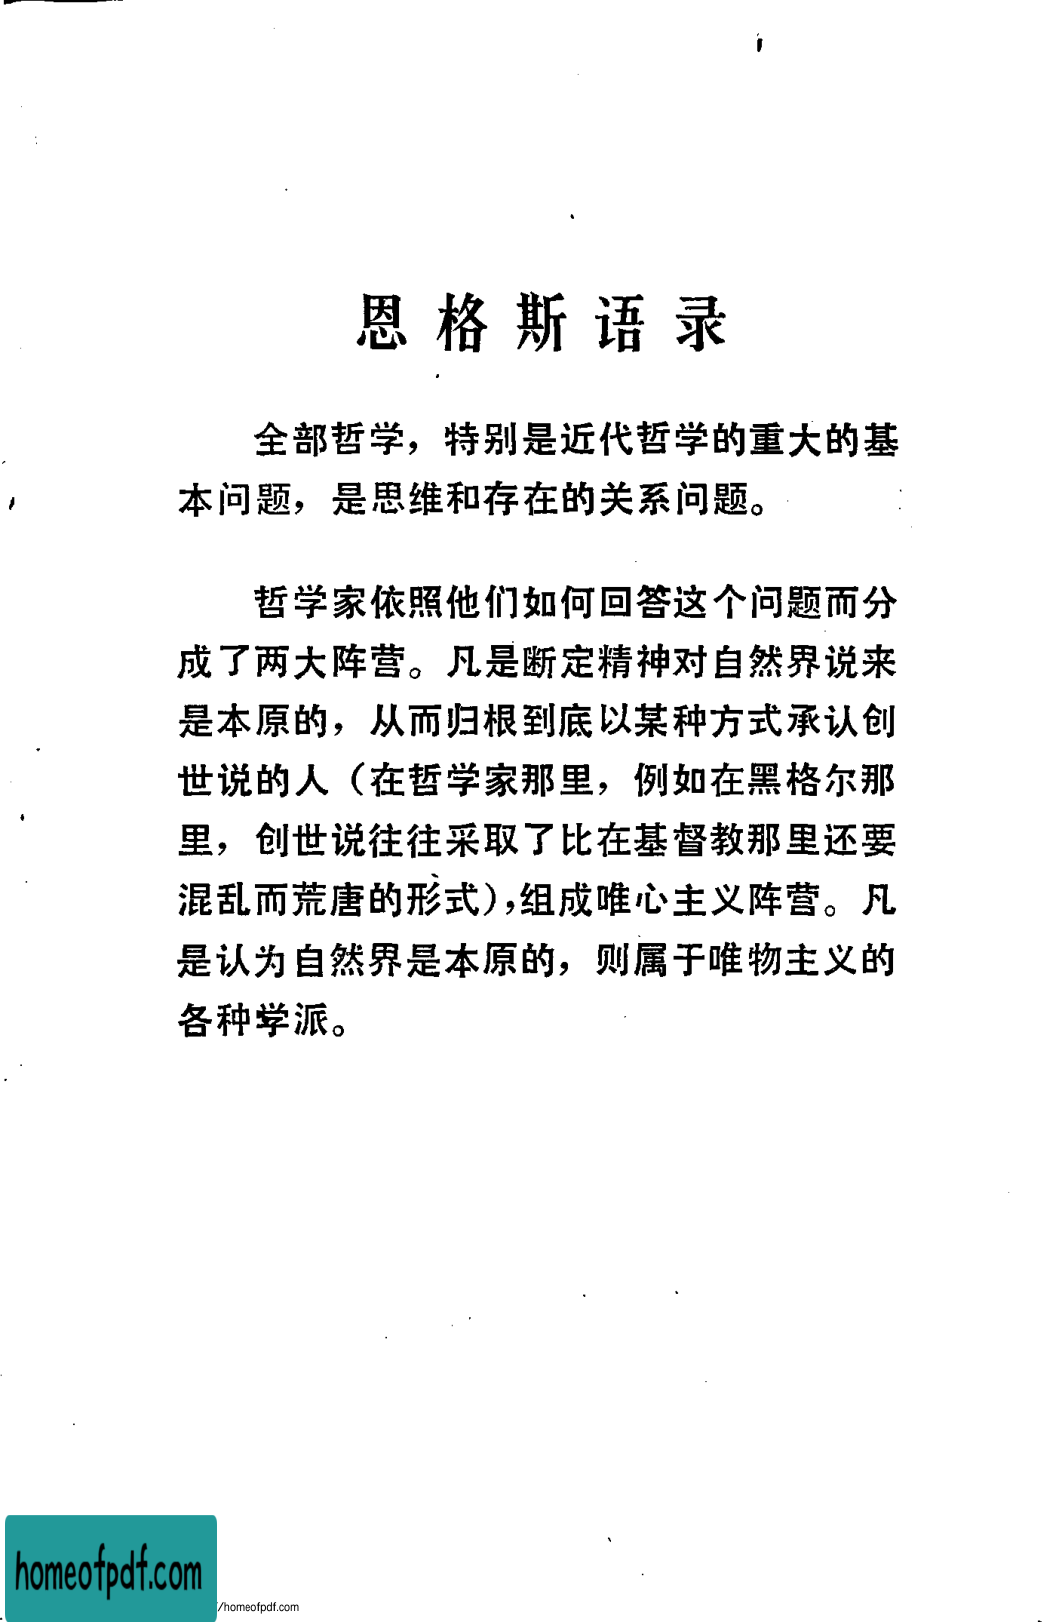 恩格斯语录
全部哲学，特别是近代哲学的重大的基
本问题，是思维和存在的关系问题。
哲学家依照他们如何回答这个问题而分
成了两大阵营。凡是断定精神对自然界说来
是本原的，从而归根到底以某种方式承认创
世说的人（在哲学家那里，例如在黑格尔那
里，创世说往往采取了比在基督教那里还要
混乱而荒唐的形式），组成唯心主义阵营。凡
是认为自然界是本原的，则属于唯物主义的
各种学派。
homeofpdf.com
/homeofpdf.com